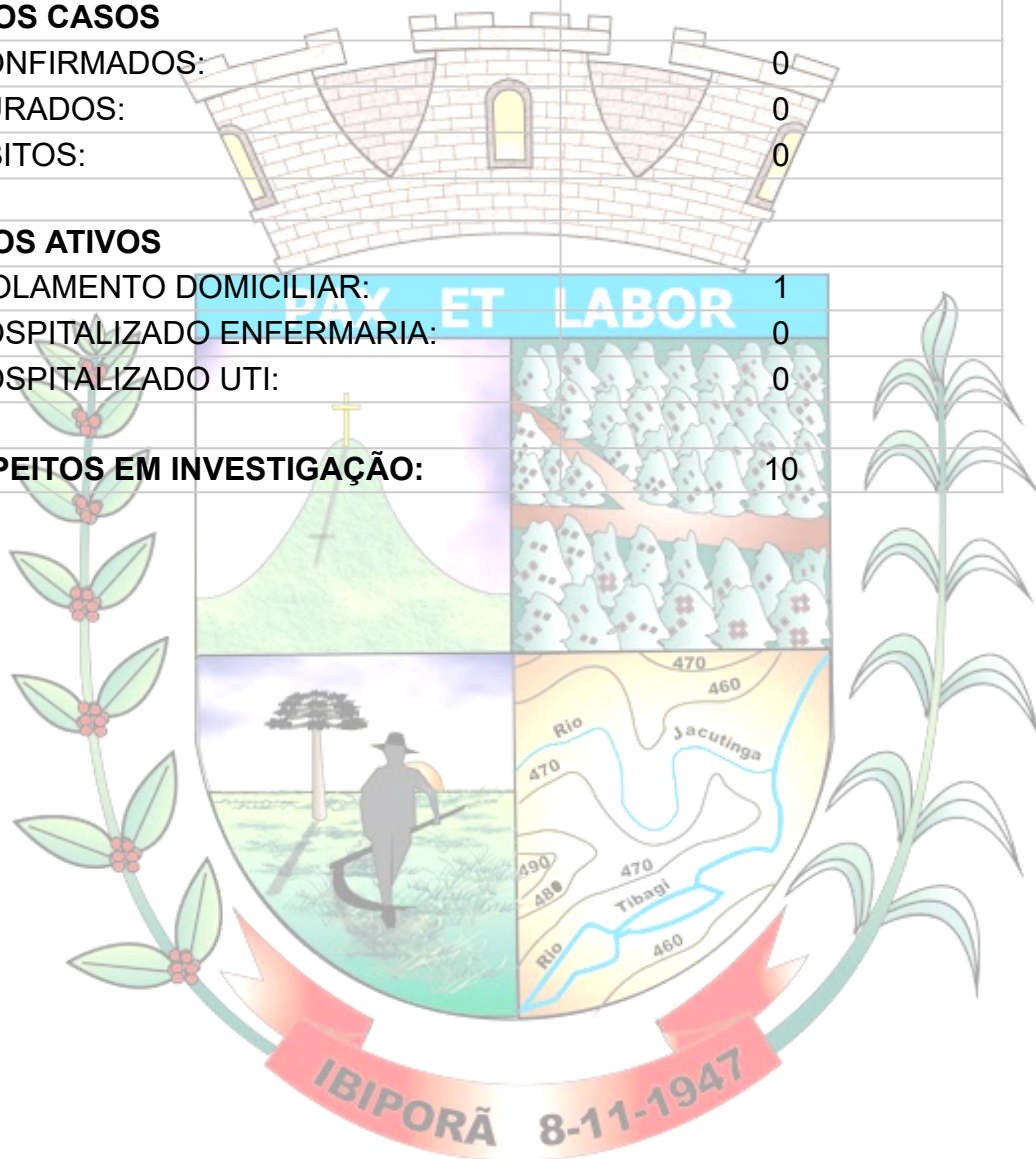 OS CASOS
ONFIRMADOS: 0
URADOS: 0
BITOS: 0
OS ATIVOS
OLAMENTO DOMICILIAR: 1
OSPITALIZADO ENFERMARIA: 0
OSPITALIZADO UTI: 0
PEITOS EM INVESTIGAÇÃO: 10
PAX ET LABOR
470
460
Rio Jacutinga
470
490
480
470
Rio Tibagi
460
IBIPORÃ 8-11-1947